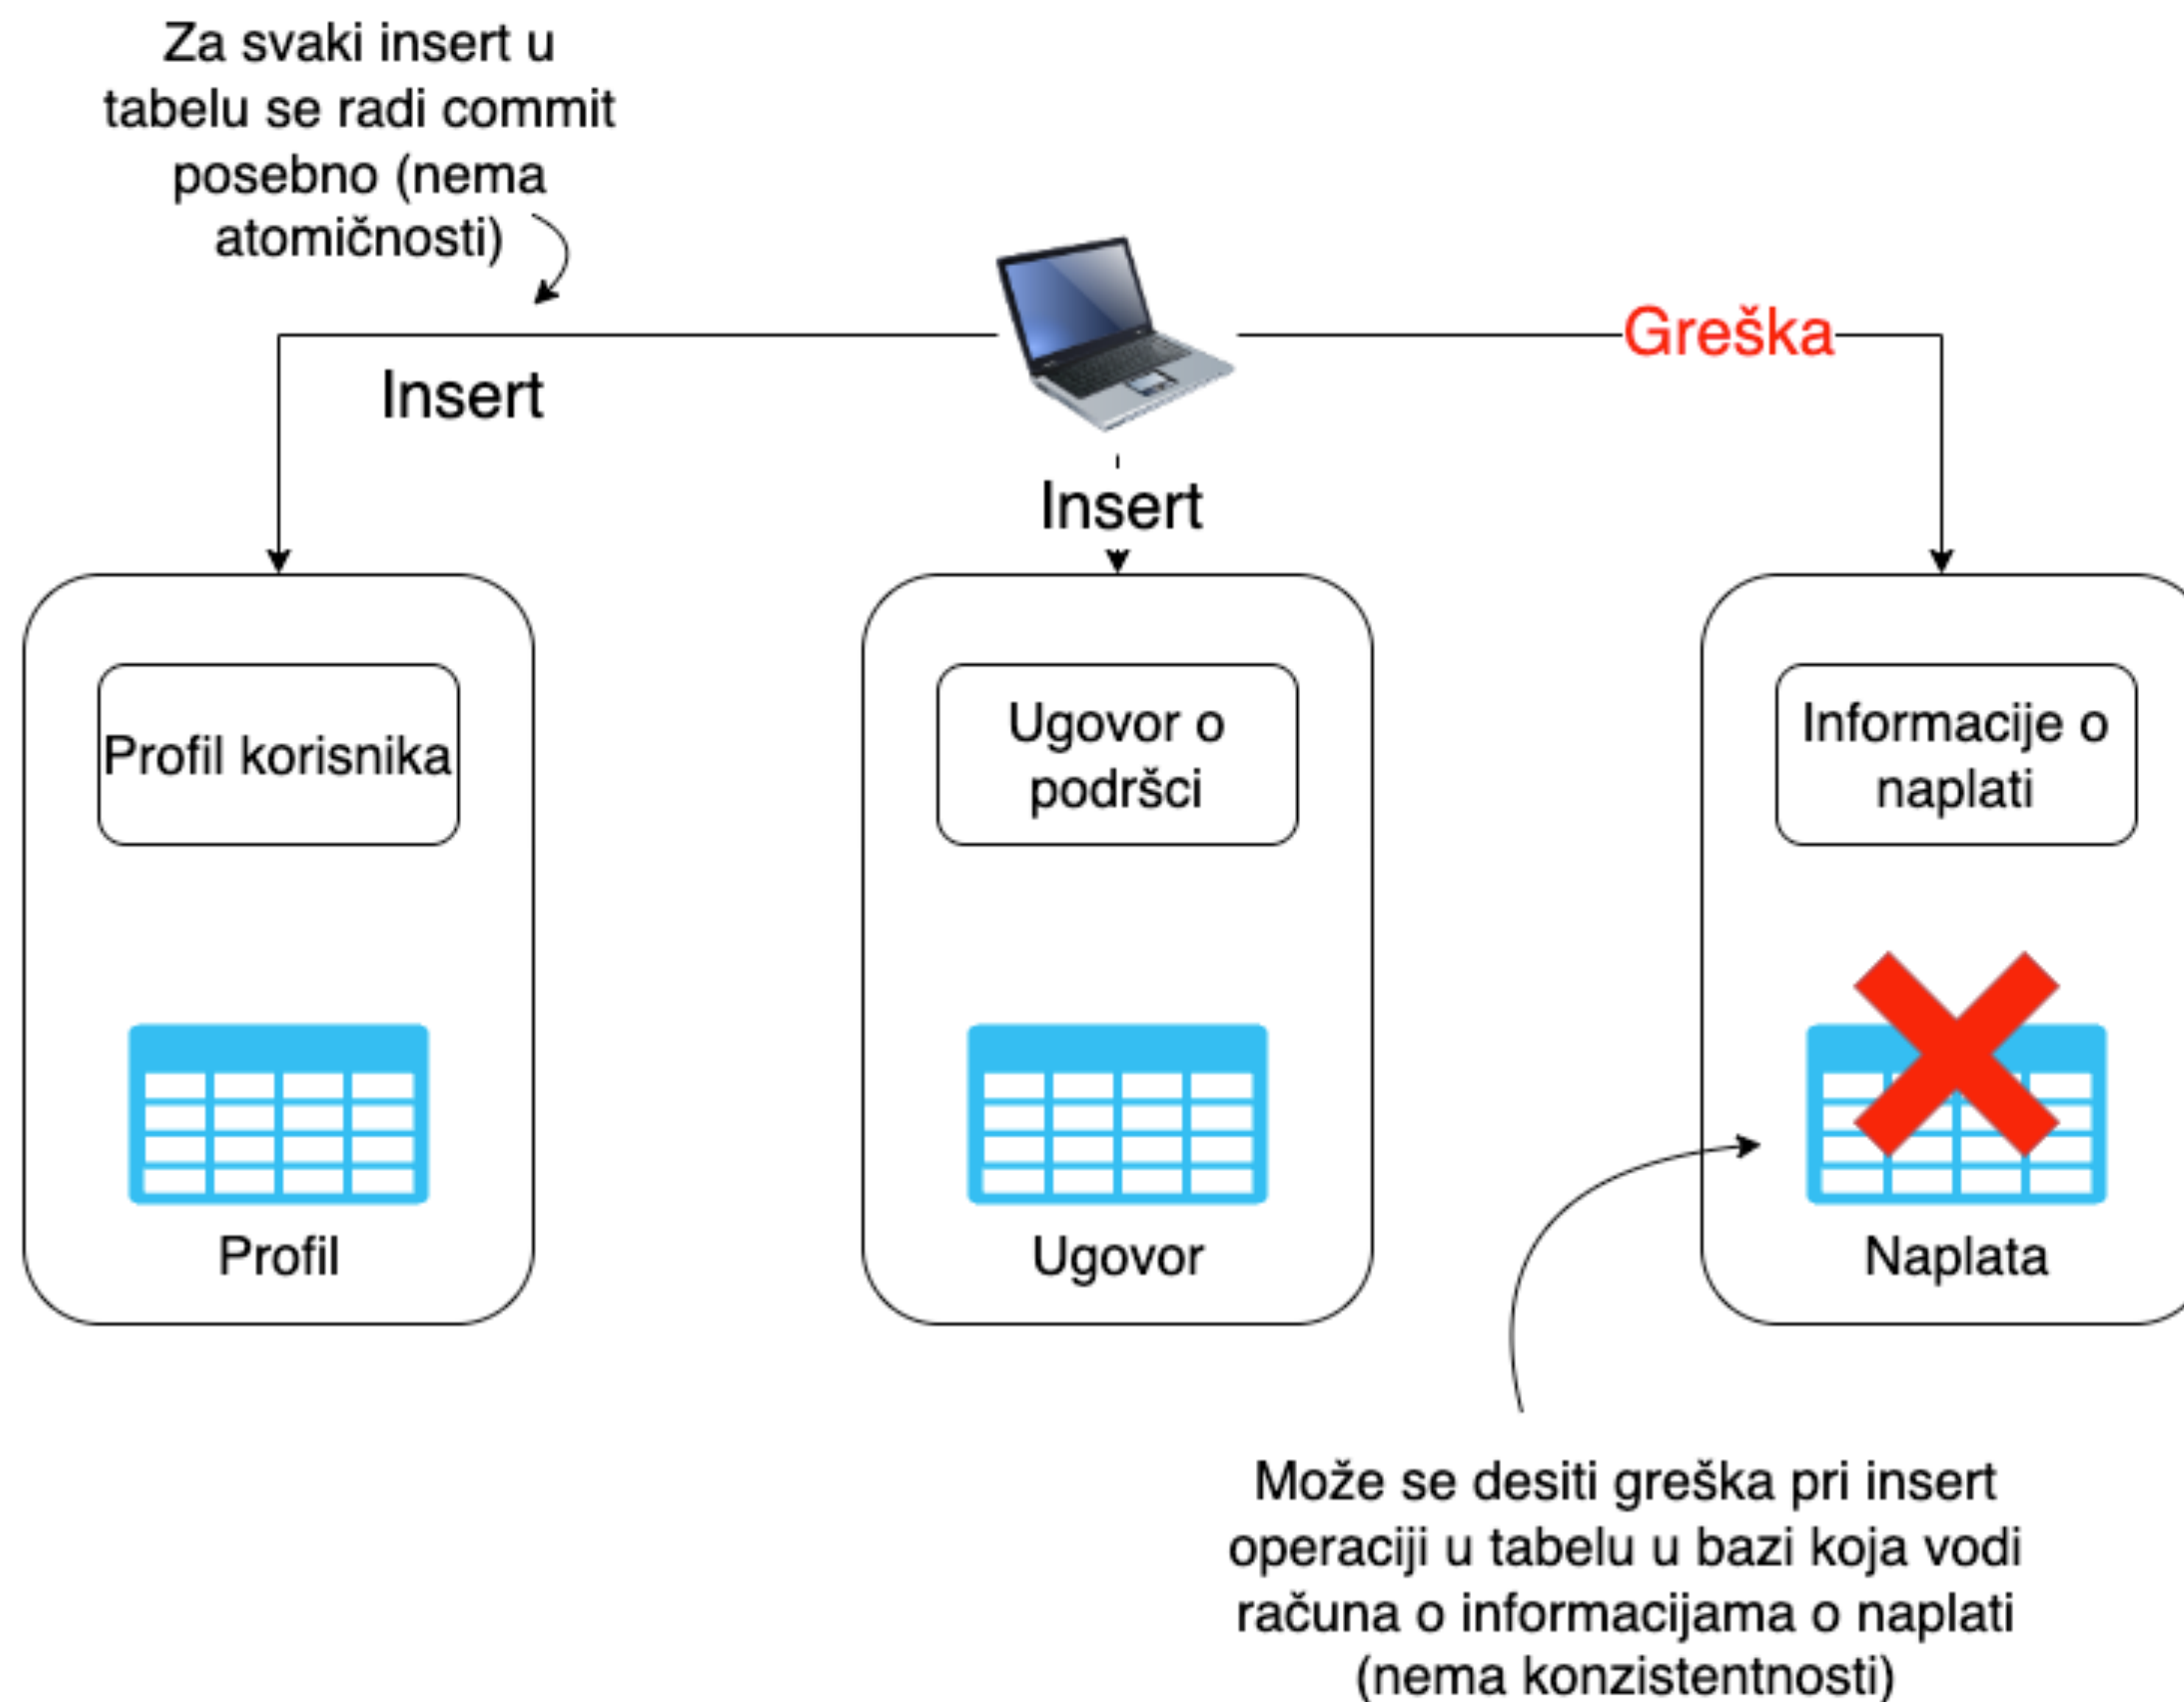 Za svaki insert u
tabelu se radi commit
posebno (nema
atomičnosti)
Greška
Insert
Insert
Profil korisnika
Ugovor o
podršci
Informacije o
naplati
Profil
Ugovor
Naplata
Može se desiti greška pri insert
operaciji u tabelu u bazi koja vodi
računa o informacijama o naplati
(nema konzistentnosti)